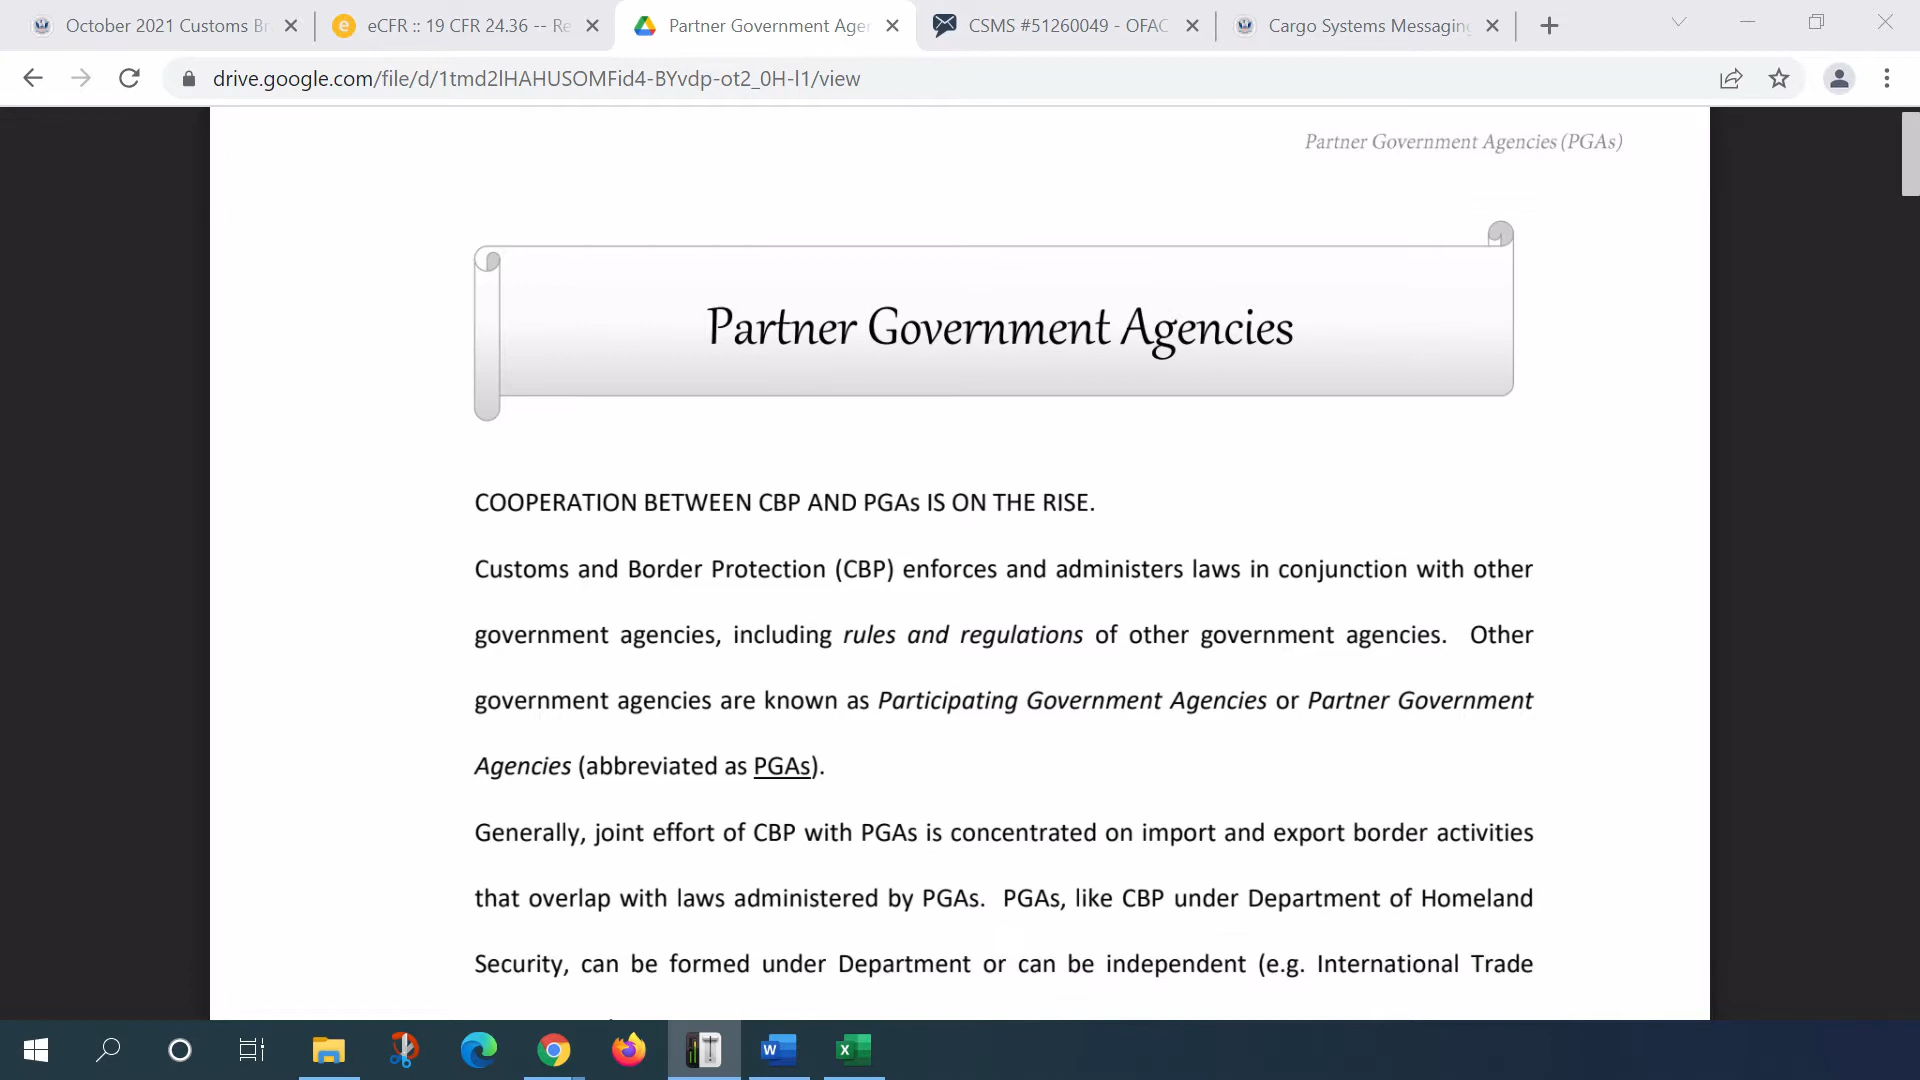 October 2021 Customs Br
eCFR :: 19 CFR 24.36 -- Re
Partner Government Agen
CSMS #51260049 - OFAC
Cargo Systems Messaging
drive.google.com/file/d/1tmd2lHAHUSOMFid4-BYvdp-ot2_0H-l1/view
Partner Government Agencies (PGAs)
Partner Government Agencies
COOPERATION BETWEEN CBP AND PGAs IS ON THE RISE.
Customs and Border Protection (CBP) enforces and administers laws in conjunction with other
government agencies, including rules and regulations of other government agencies. Other
government agencies are known as Participating Government Agencies or Partner Government
Agencies (abbreviated as PGAs).
Generally, joint effort of CBP with PGAs is concentrated on import and export border activities
that overlap with laws administered by PGAs. PGAs, like CBP under Department of Homeland
Security, can be formed under Department or can be independent (e.g. International Trade